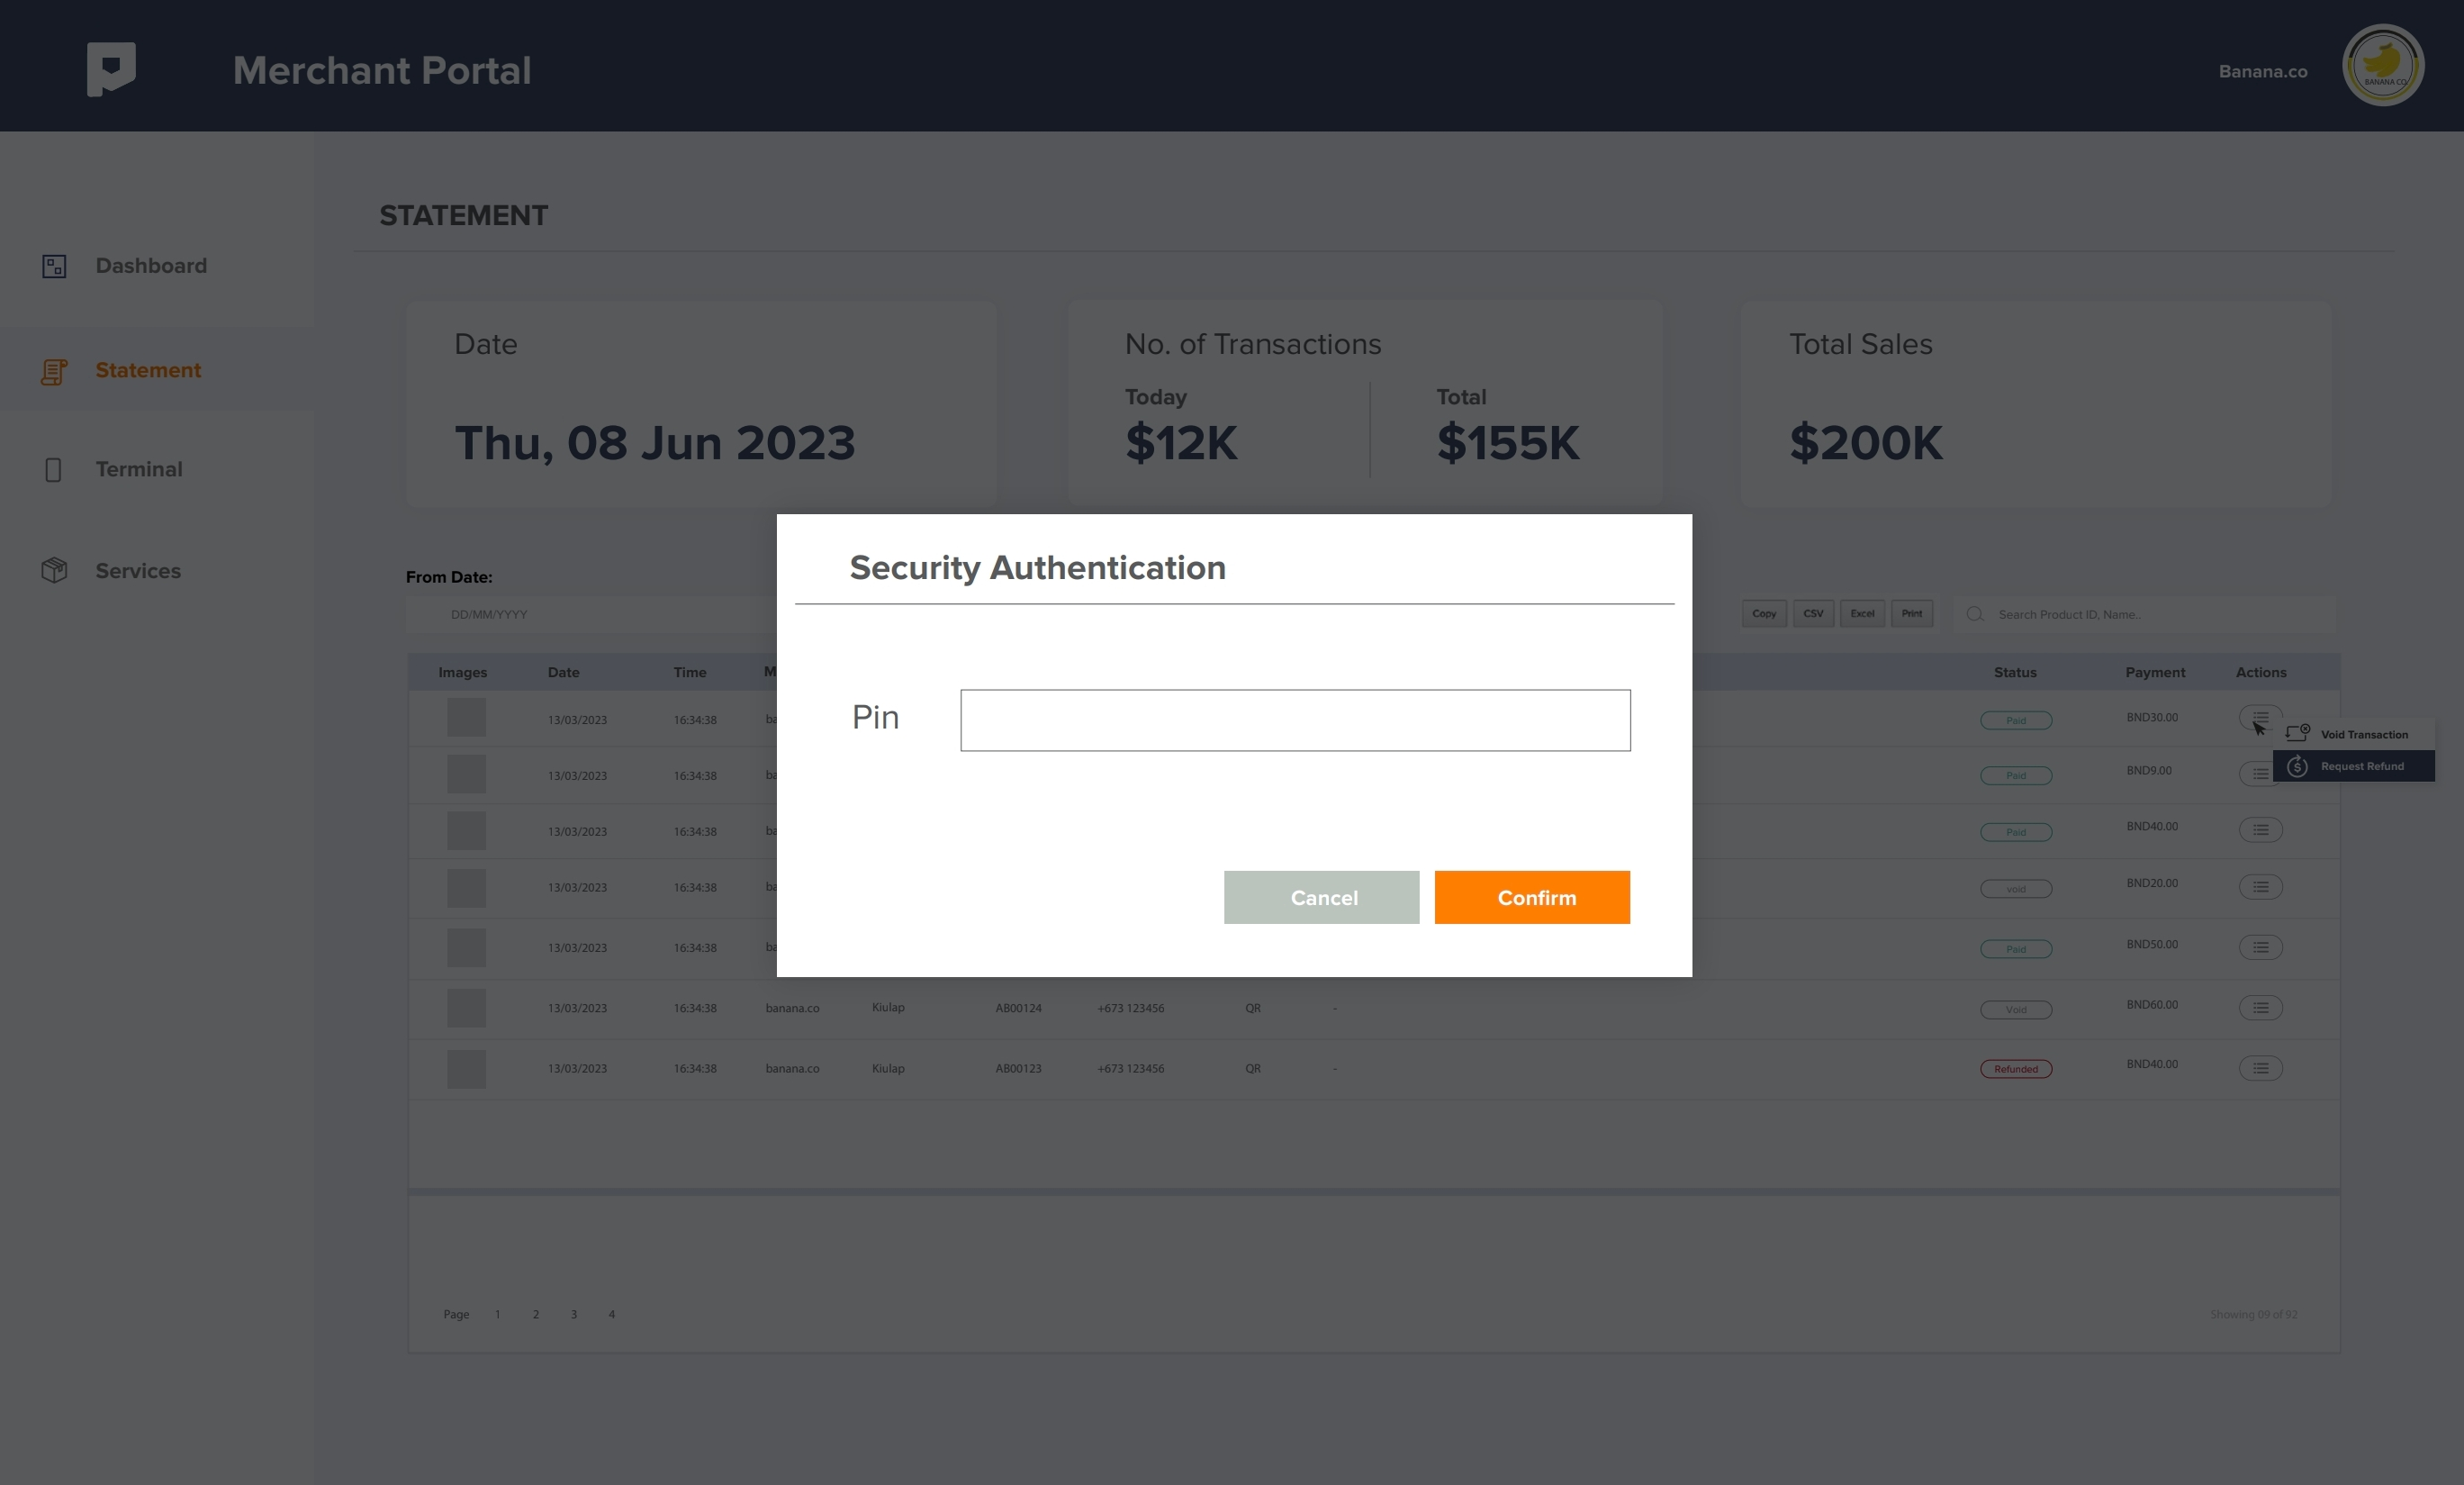 Merchant Portal
Banana.co
BANANA CO
STATEMENT
Dashboard
Statement
Terminal
Services
Date
Thu, 08 Jun 2023
No. of Transactions
Today
$12K
Total
$155K
Total Sales
$200K
From Date:
DD/MM/YYYY
Copy CSV Excel Print
Search Product ID, Name..
Images Date Time M Status Payment Actions
13/03/2023 16:34:38 ba Paid BND30.00
Void Transaction
Request Refund
13/03/2023 16:34:38 ba Paid BND9.00
13/03/2023 16:34:38 ba Paid BND40.00
13/03/2023 16:34:38 ba void BND20.00
13/03/2023 16:34:38 ba Paid BND50.00
13/03/2023 16:34:38 banana.co Kiulap AB00124 +673 123456 QR - Void BND60.00
13/03/2023 16:34:38 banana.co Kiulap AB00123 +673 123456 QR - Refunded BND40.00
Page 1 2 3 4
Showing 09 of 92
Security Authentication
Pin
Cancel
Confirm